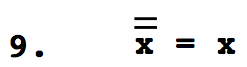 9. x̿ = x